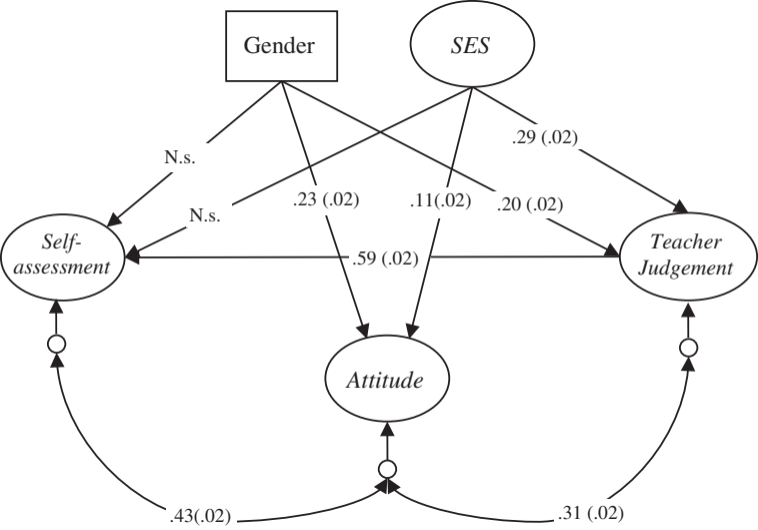 Gender
SES
.29 (.02)
N.s.
.23 (.02)
.11(.02)
.20 (.02)
N.s.
Self-
assessment
.59 (.02)
Teacher
Judgement
Attitude
.43(.02)
.31 (.02)